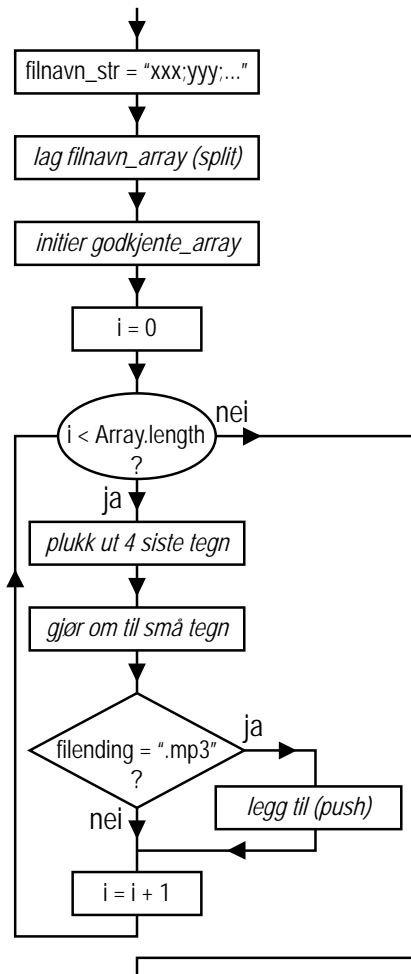 filnavn_str = “xxx;yyy;...”
lag filnavn_array (split)
initier godkjente_array
i = 0
i < Array.length
?
nei
ja
plukk ut 4 siste tegn
gjør om til små tegn
filending = “.mp3”
?
ja
legg til (push)
nei
i = i + 1